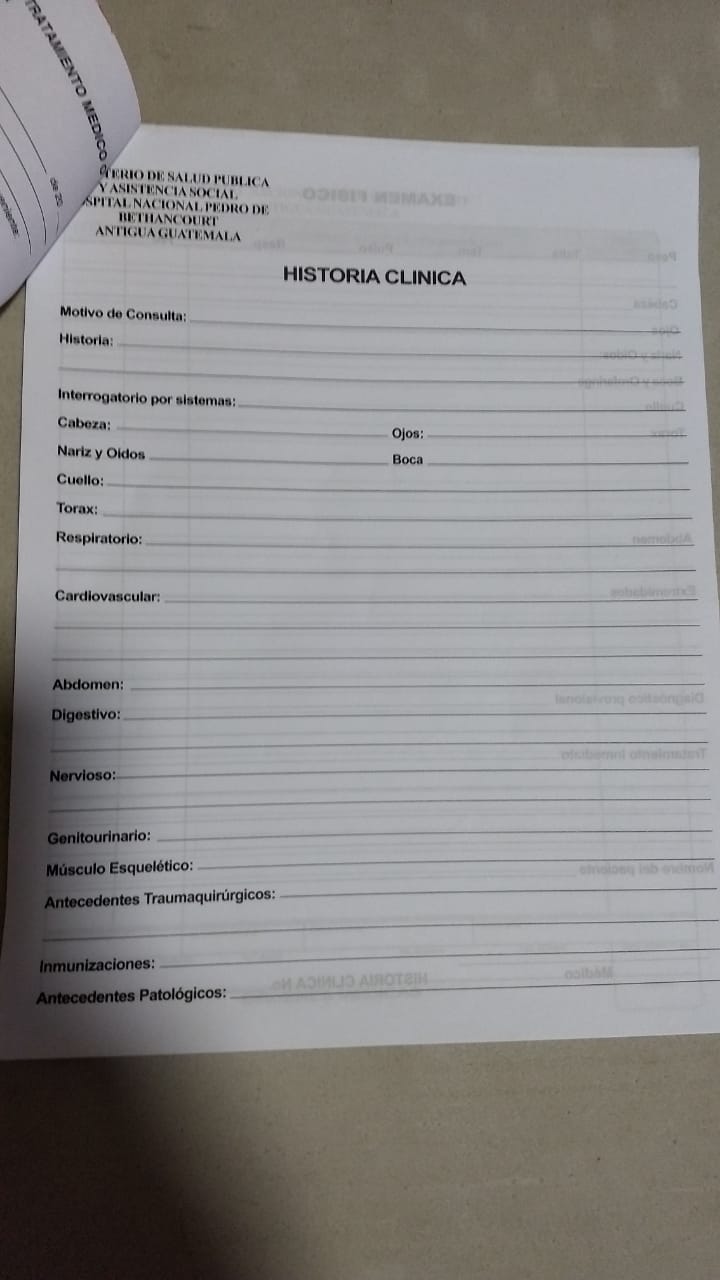 TRATAMIENTO MEDICO
de 20
TERIO DE SALUD PUBLICA
Y ASISTENCIA SOCIAL
SPITAL NACIONAL PEDRO DE
BETHANCOURT
ANTIGUA GUATEMALA
HISTORIA CLINICA
Motivo de Consulta:
Historia:
Interrogatorio por sistemas:
Cabeza: Ojos:
Nariz y Oidos Boca
Cuello:
Torax:
Respiratorio:
Cardiovascular:
Abdomen:
Digestivo:
Nervioso:
Genitourinario:
Músculo Esquelético:
Antecedentes Traumaquirúrgicos:
Inmunizaciones:
Antecedentes Patológicos: